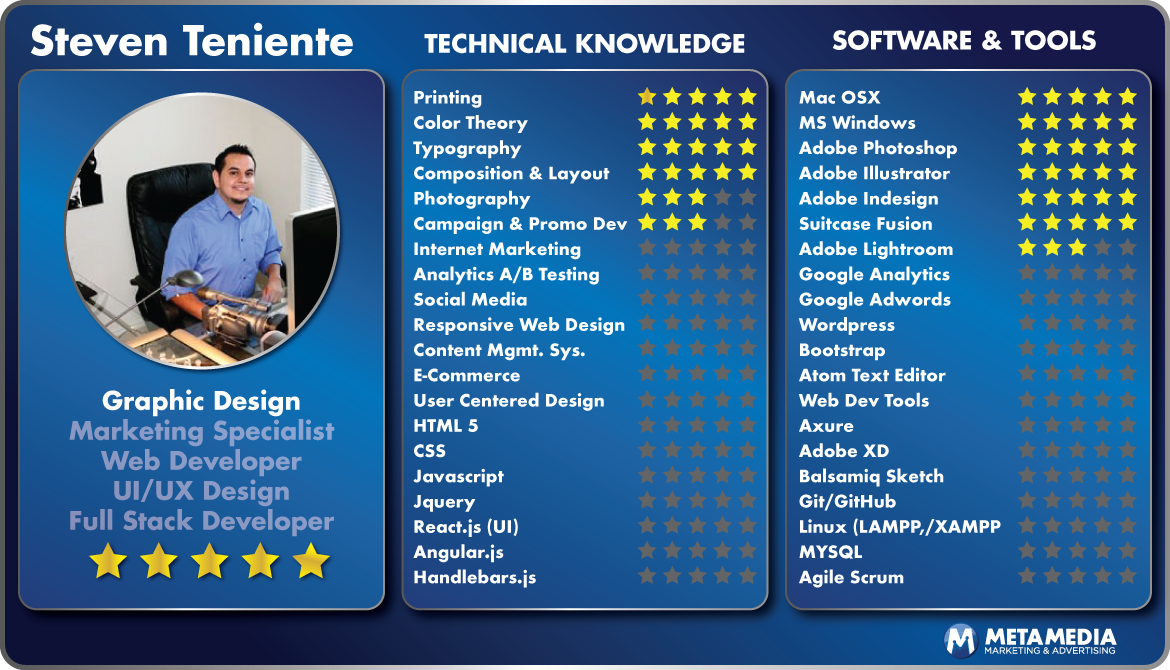 Steven Teniente
Graphic Design
Marketing Specialist
Web Developer
UI/UX Design
Full Stack Developer
TECHNICAL KNOWLEDGE
Printing
Color Theory
Typography
Composition & Layout
Photography
Campaign & Promo Dev
Internet Marketing
Analytics A/B Testing
Social Media
Responsive Web Design
Content Mgmt. Sys.
E-Commerce
User Centered Design
HTML 5
CSS
Javascript
Jquery
React.js (UI)
Angular.js
Handlebars.js
SOFTWARE & TOOLS
Mac OSX
MS Windows
Adobe Photoshop
Adobe Illustrator
Adobe Indesign
Suitcase Fusion
Adobe Lightroom
Google Analytics
Google Adwords
Wordpress
Bootstrap
Atom Text Editor
Web Dev Tools
Axure
Adobe XD
Balsamiq Sketch
Git/GitHub
Linux (LAMPP,/XAMPP
MYSQL
Agile Scrum
M METAMEDIA
MARKETING & ADVERTISING